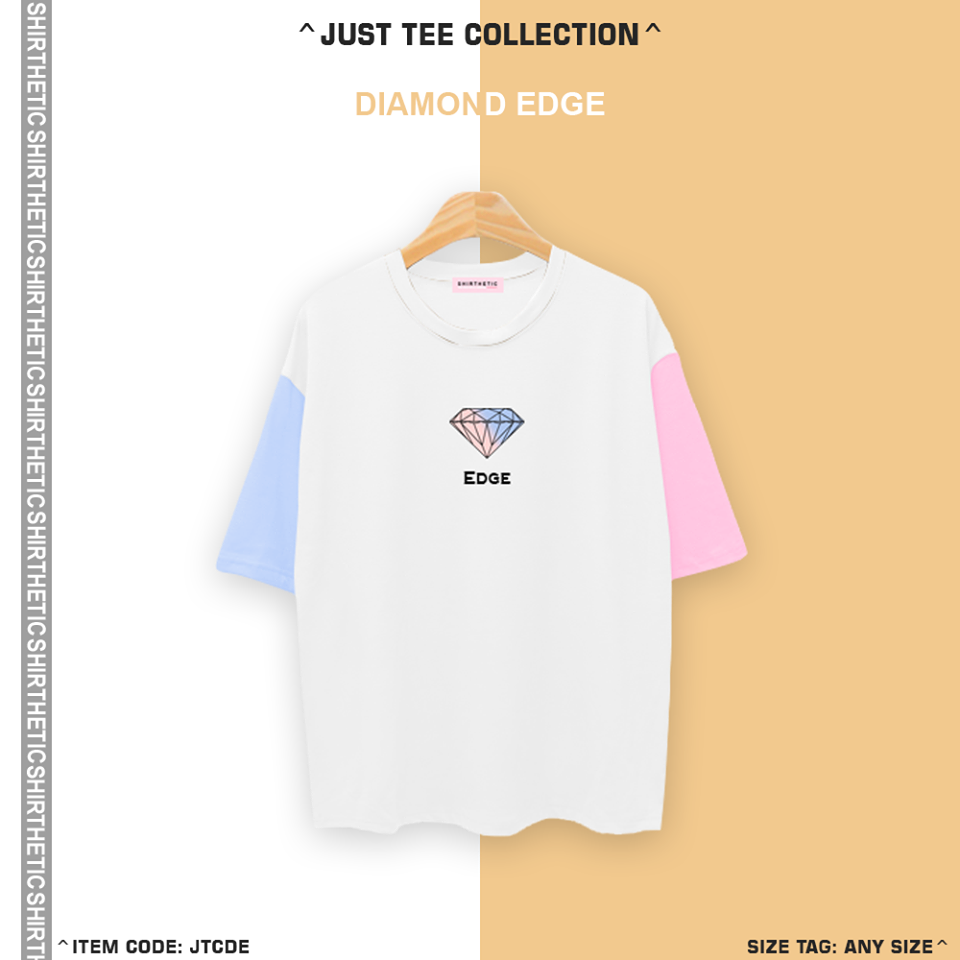 ^JUST TEE COLLECTION^
DIAMOND EDGE
SHIRTHETIC
EDGE
^ITEM CODE: JTCDE
SIZE TAG: ANY SIZE^
SHIRTHETICSHIRTHETICSHIRTHETICSHIRTHETICSHIRTHETICSHIRTHETICSHIRTHETICSHIRT